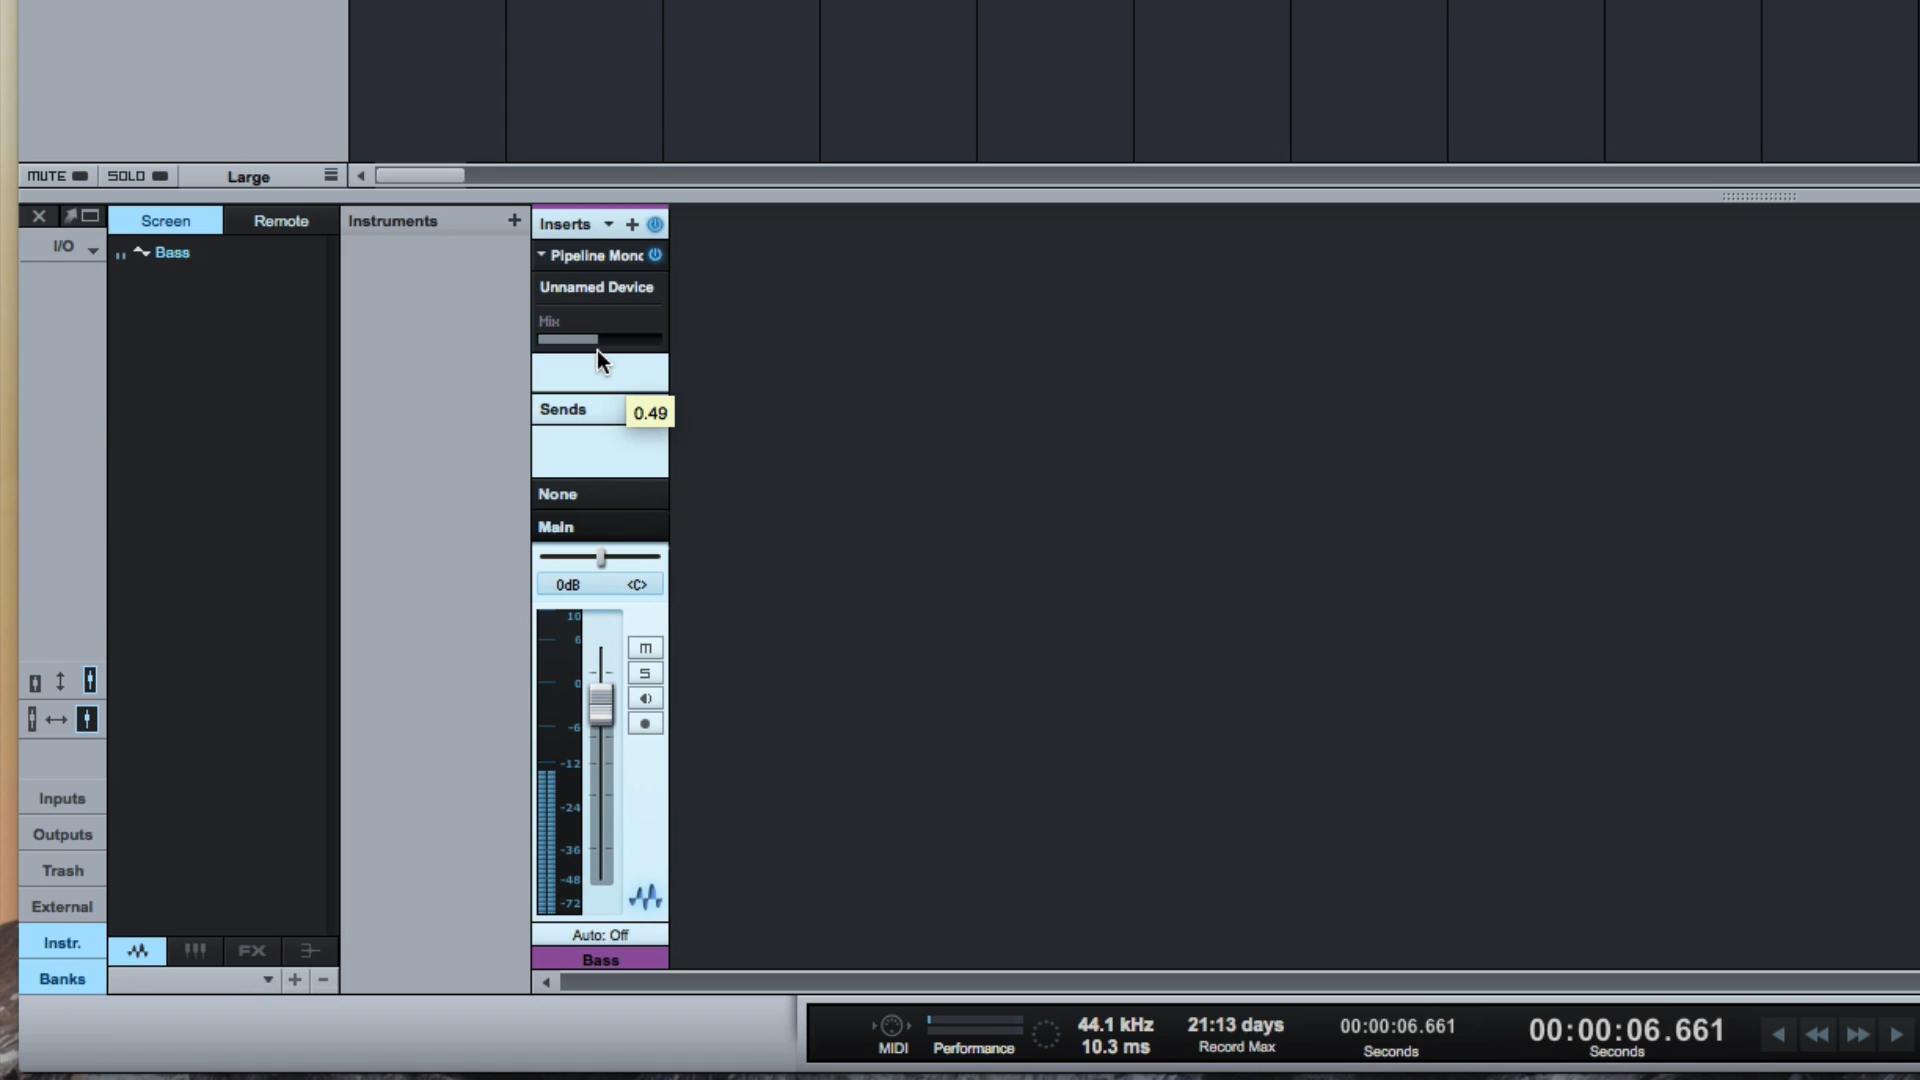 MUTE SOLO Large
I/O Screen Remote Instruments +
Bass
Inserts +
Pipeline Monc
Unnamed Device
Mix
Sends
0.49
None
Main
0dB <C>
10
6
0
-6
-12
-24
-36
-48
-72
M
S
Auto: Off
Bass
Inputs
Outputs
Trash
External
Instr.
Banks
FX
+ −
MIDI
Performance
44.1 kHz
10.3 ms
21:13 days
Record Max
00:00:06.661
Seconds
00:00:06.661
Seconds